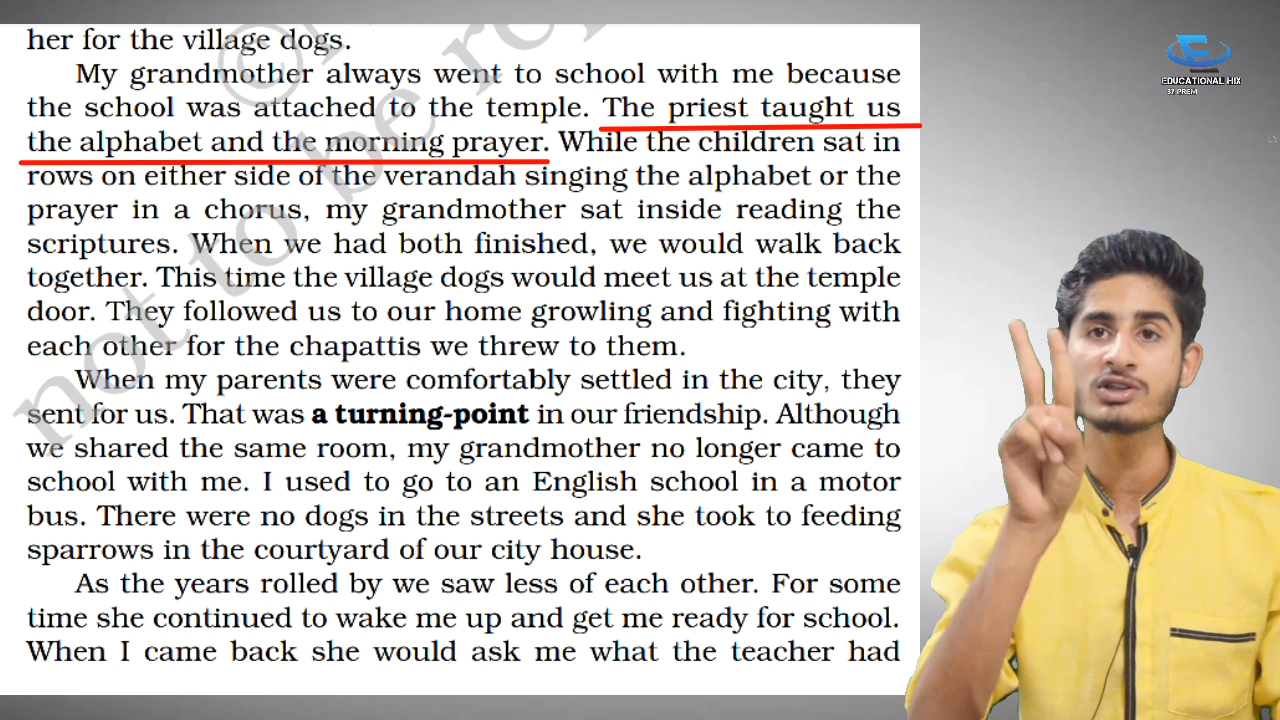 her for the village dogs.
My grandmother always went to school with me because
the school was attached to the temple. The priest taught us
the alphabet and the morning prayer. While the children sat in
rows on either side of the verandah singing the alphabet or the
prayer in a chorus, my grandmother sat inside reading the
scriptures. When we had both finished, we would walk back
together. This time the village dogs would meet us at the temple
door. They followed us to our home growling and fighting with
each other for the chapattis we threw to them.
When my parents were comfortably settled in the city, they
sent for us. That was a turning-point in our friendship. Although
we shared the same room, my grandmother no longer came to
school with me. I used to go to an English school in a motor
bus. There were no dogs in the streets and she took to feeding
sparrows in the courtyard of our city house.
As the years rolled by we saw less of each other. For some
time she continued to wake me up and get me ready for school.
When I came back she would ask me what the teacher had
not to be rep
©
E
EDUCATIONAL HIX
BY PREM